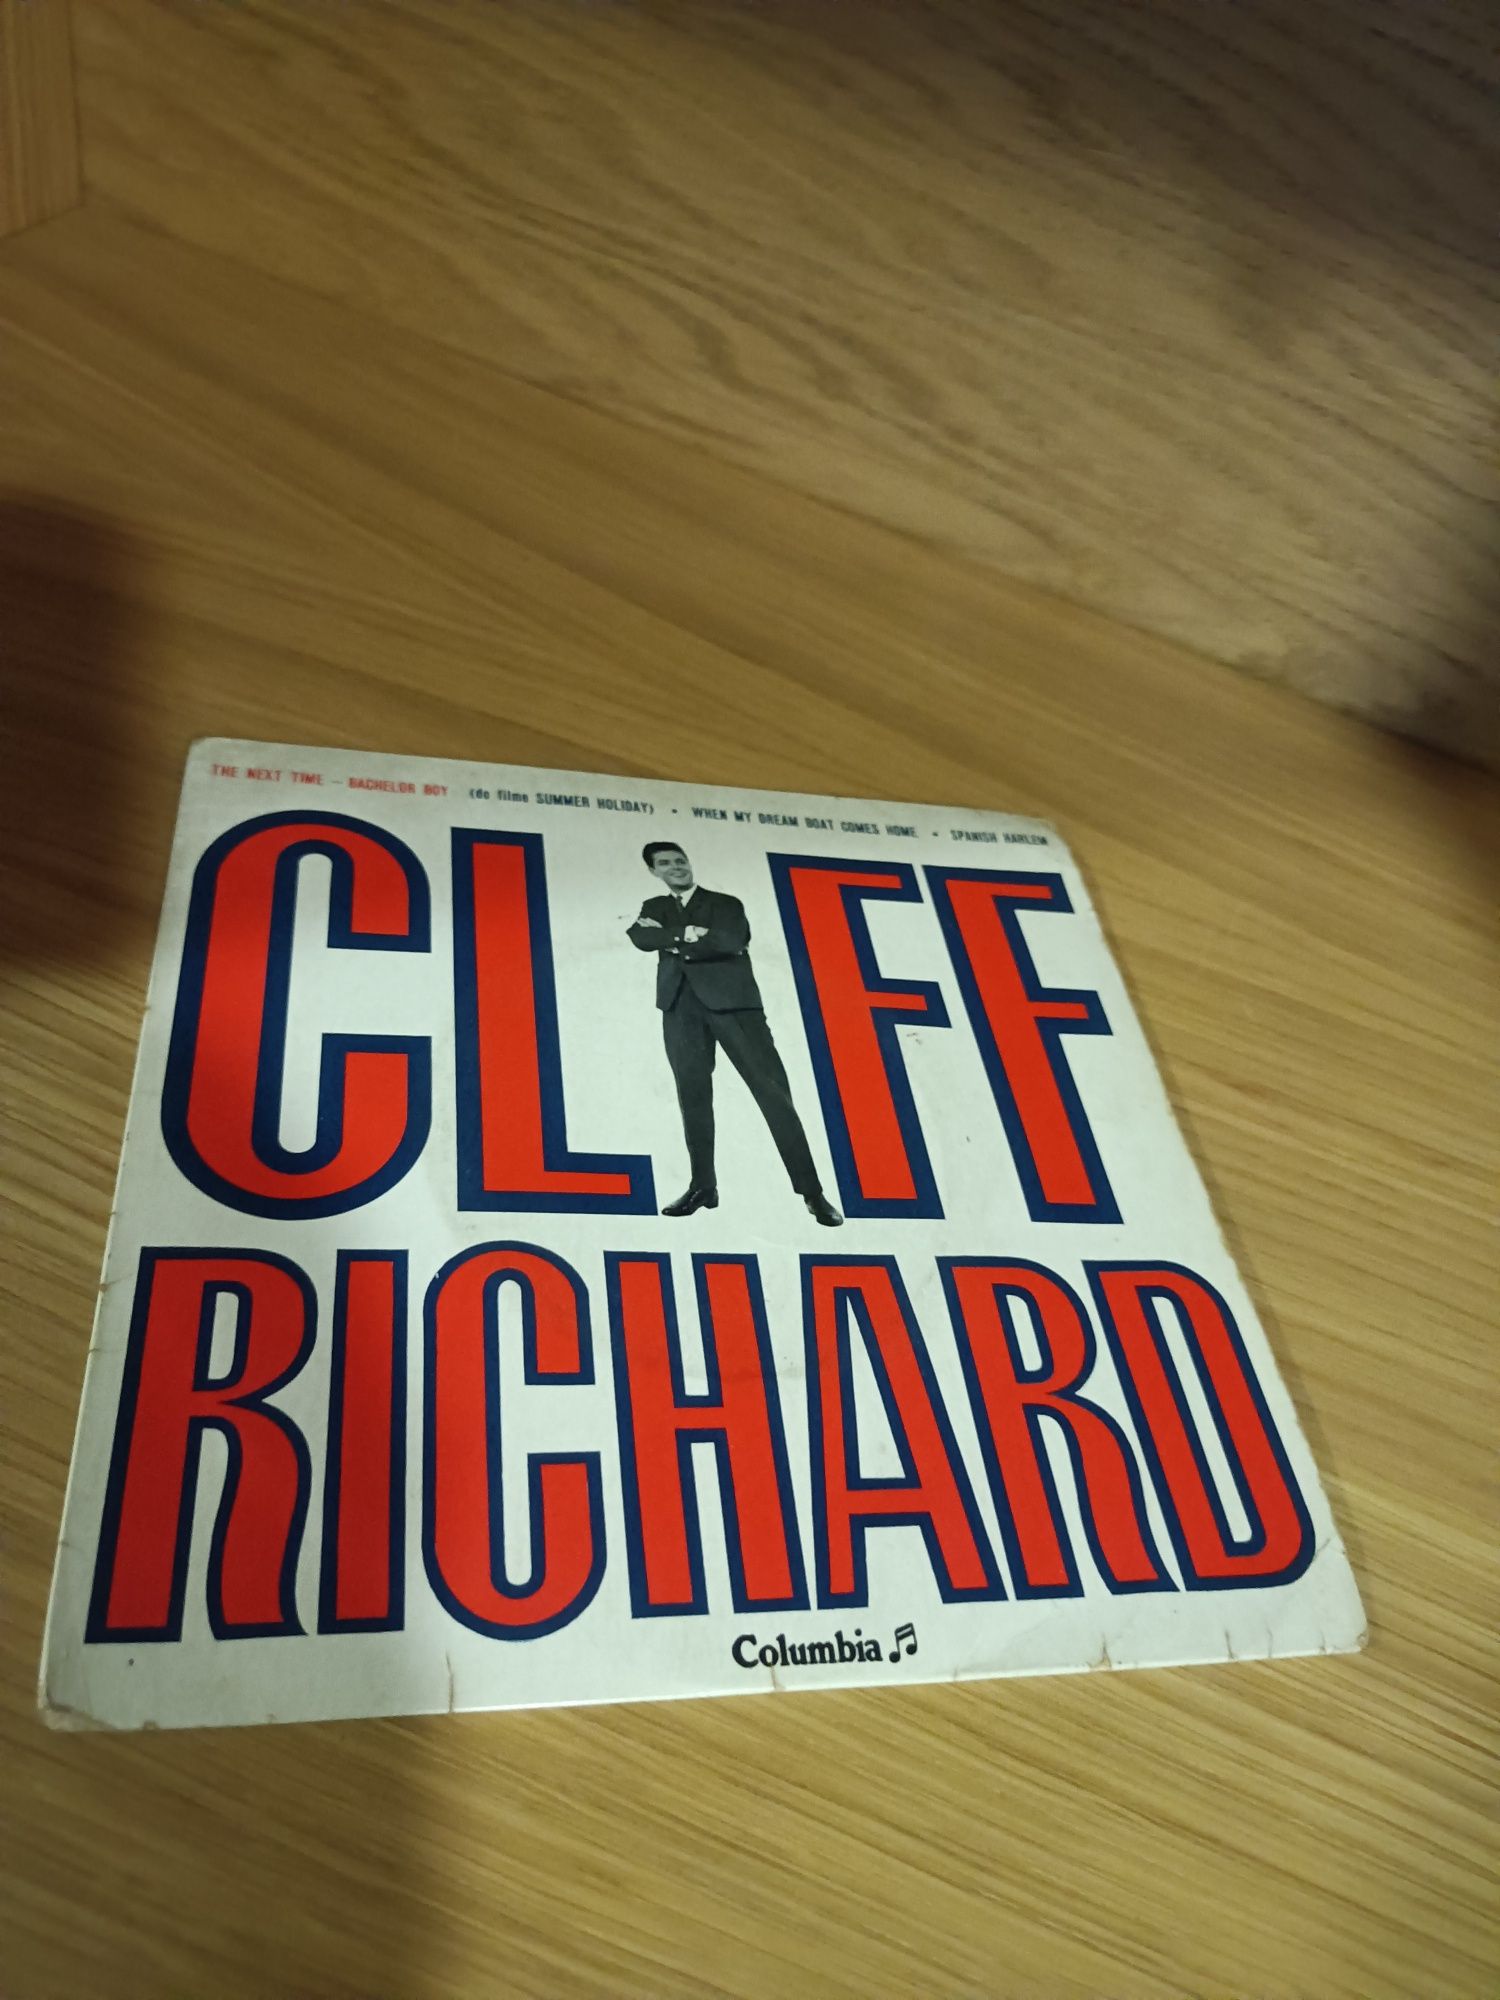 THE NEXT TIME — BACHELOR BOY (do filme SUMMER HOLIDAY) • WHEN MY DREAM BOAT COMES HOME • SPANISH HARLEM
CLIFF
RICHARD
Columbia